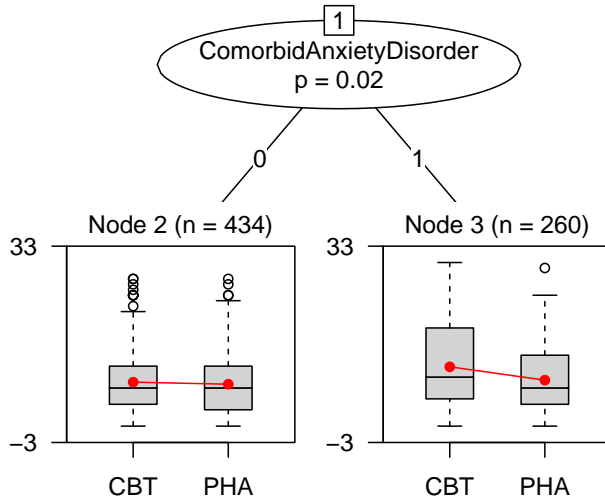 1
ComorbidAnxietyDisorder
p = 0.02
0
1
Node 2 (n = 434)
33
−3
CBT
PHA
Node 3 (n = 260)
33
−3
CBT
PHA